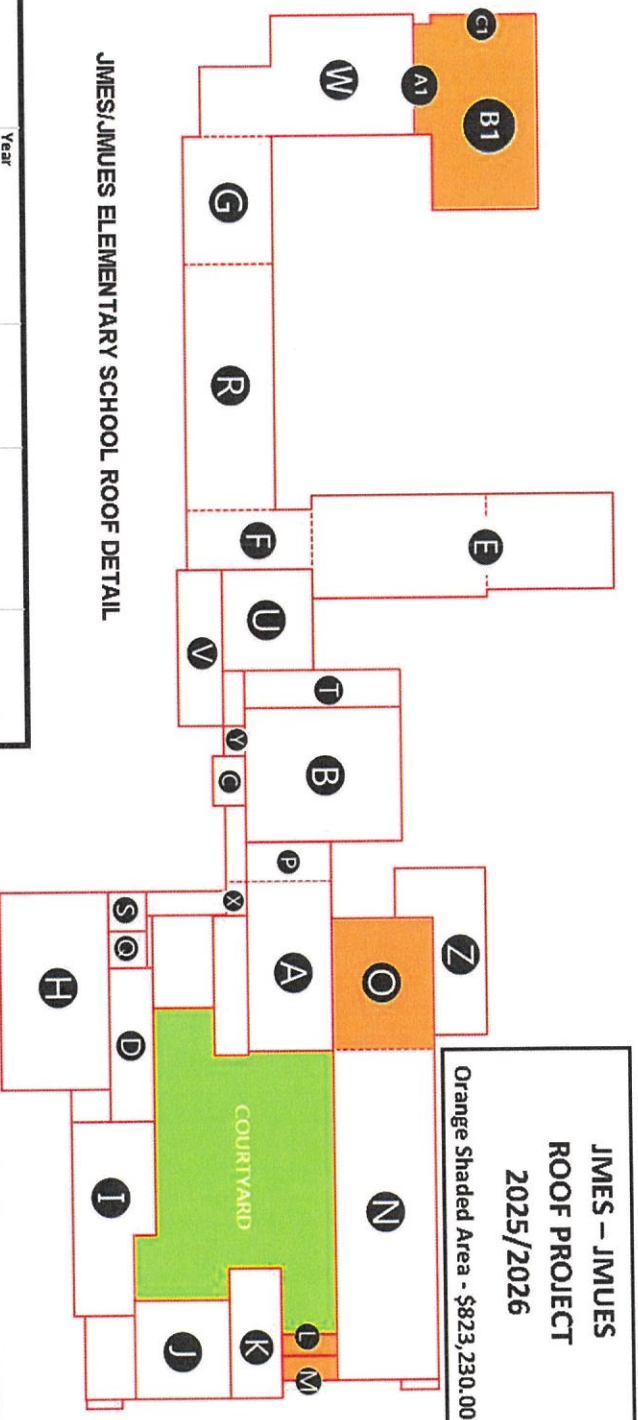 JMES – JMUES
ROOF PROJECT
2025/2026
Orange Shaded Area - $823,230.00
C1
A1
B1
W
G
R
F
E
U
V
T
B
Y
C
P
X
A
Z
O
N
S
Q
H
D
I
COURTYARD
L
M
K
J
JMES/JMUES ELEMENTARY SCHOOL ROOF DETAIL
Year